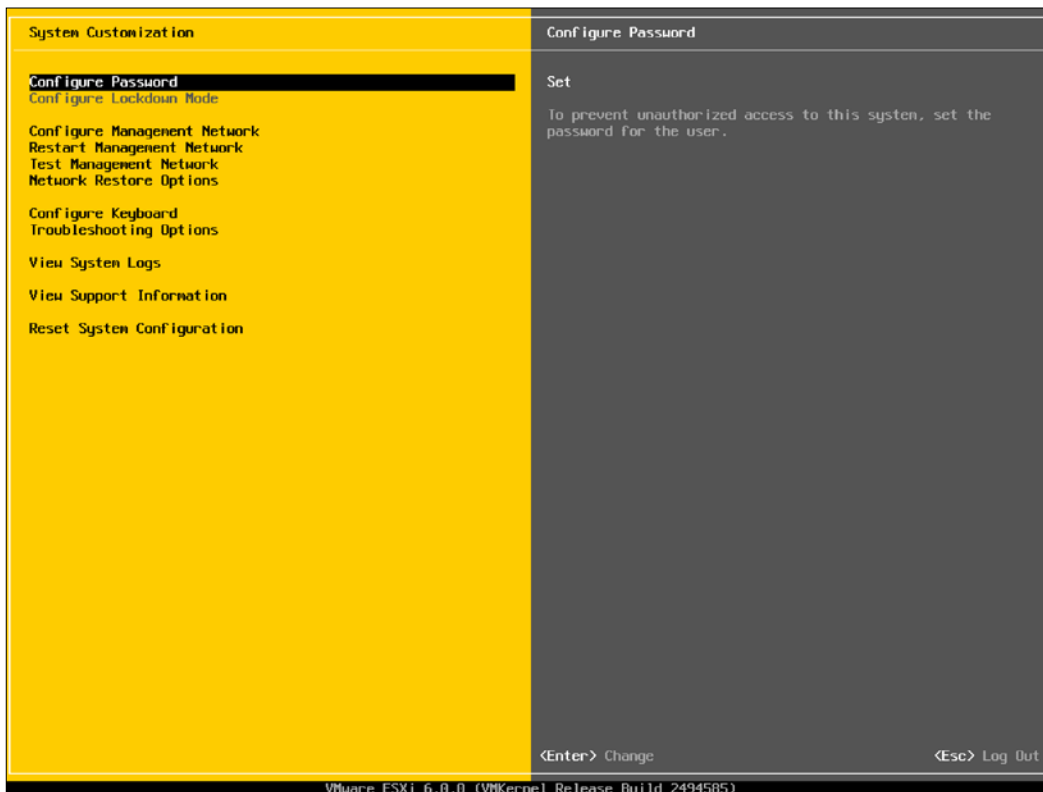 System Customization
Configure Password
Configure Lockdown Mode
Configure Management Network
Restart Management Network
Test Management Network
Network Restore Options
Configure Keyboard
Troubleshooting Options
View System Logs
View Support Information
Reset System Configuration
Configure Password
Set
To prevent unauthorized access to this system, set the
password for the user.
<Enter> Change
<Esc> Log Out
VMware ESXi 6.0.0 (VMKernel Release Build 2494585)